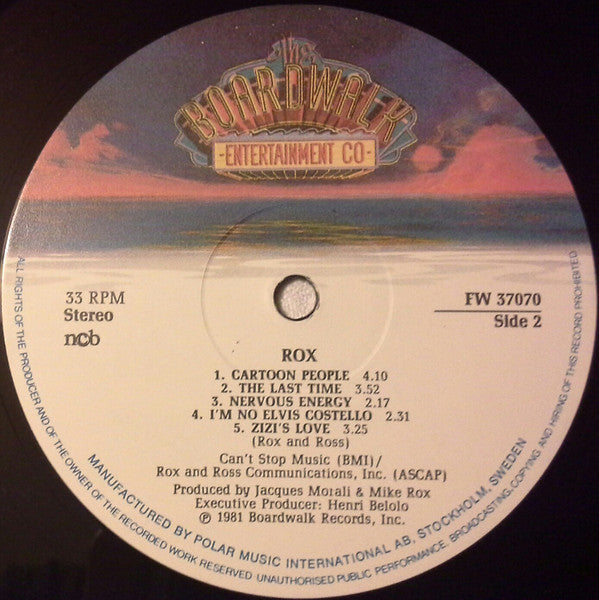 The
BOARDWALK
-ENTERTAINMENT CO-
33 RPM
Stereo
ncb
FW 37070
Side 2
ROX
1. CARTOON PEOPLE 4.10
2. THE LAST TIME 3.52
3. NERVOUS ENERGY 2.17
4. I'M NO ELVIS COSTELLO 2.31
5. ZIZI'S LOVE 3.25
(Rox and Ross)
Can't Stop Music (BMI)/
Rox and Ross Communications, Inc. (ASCAP)
Produced by Jacques Morali & Mike Rox
Executive Producer: Henri Belolo
℗ 1981 Boardwalk Records, Inc.
MANUFACTURED BY POLAR MUSIC INTERNATIONAL AB, STOCKHOLM, SWEDEN
ALL RIGHTS OF THE PRODUCER AND OF THE OWNER OF THE RECORDED WORK RESERVED UNAUTHORISED PUBLIC PERFORMANCE, BROADCASTING, COPYING AND HIRING OF THIS RECORD PROHIBITED